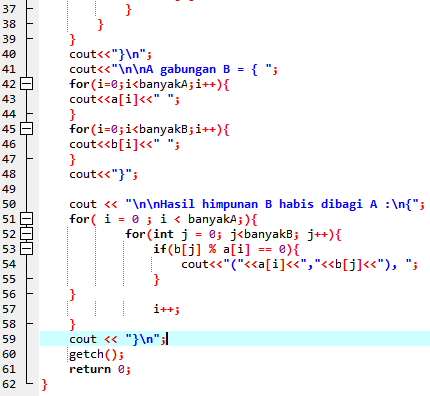 37 }
38 }
39 }
40 cout<<"}\n";
41 cout<<"\n\nA gabungan B = { ";
42 for(i=0;i<banyakA;i++){
43 cout<<a[i]<<" ";
44 }
45 for(i=0;i<banyakB;i++){
46 cout<<b[i]<<" ";
47 }
48 cout<<"}";
49
50 cout << "\n\nHasil himpunan B habis dibagi A :\n{";
51 for( i = 0 ; i < banyakA;){
52 for(int j = 0; j<banyakB; j++){
53 if(b[j] % a[i] == 0){
54 cout<<"("<<a[i]<<","<<b[j]<<"), ";
55 }
56 }
57 i++;
58 }
59 cout << "}\n";
60 getch();
61 return 0;
62 }